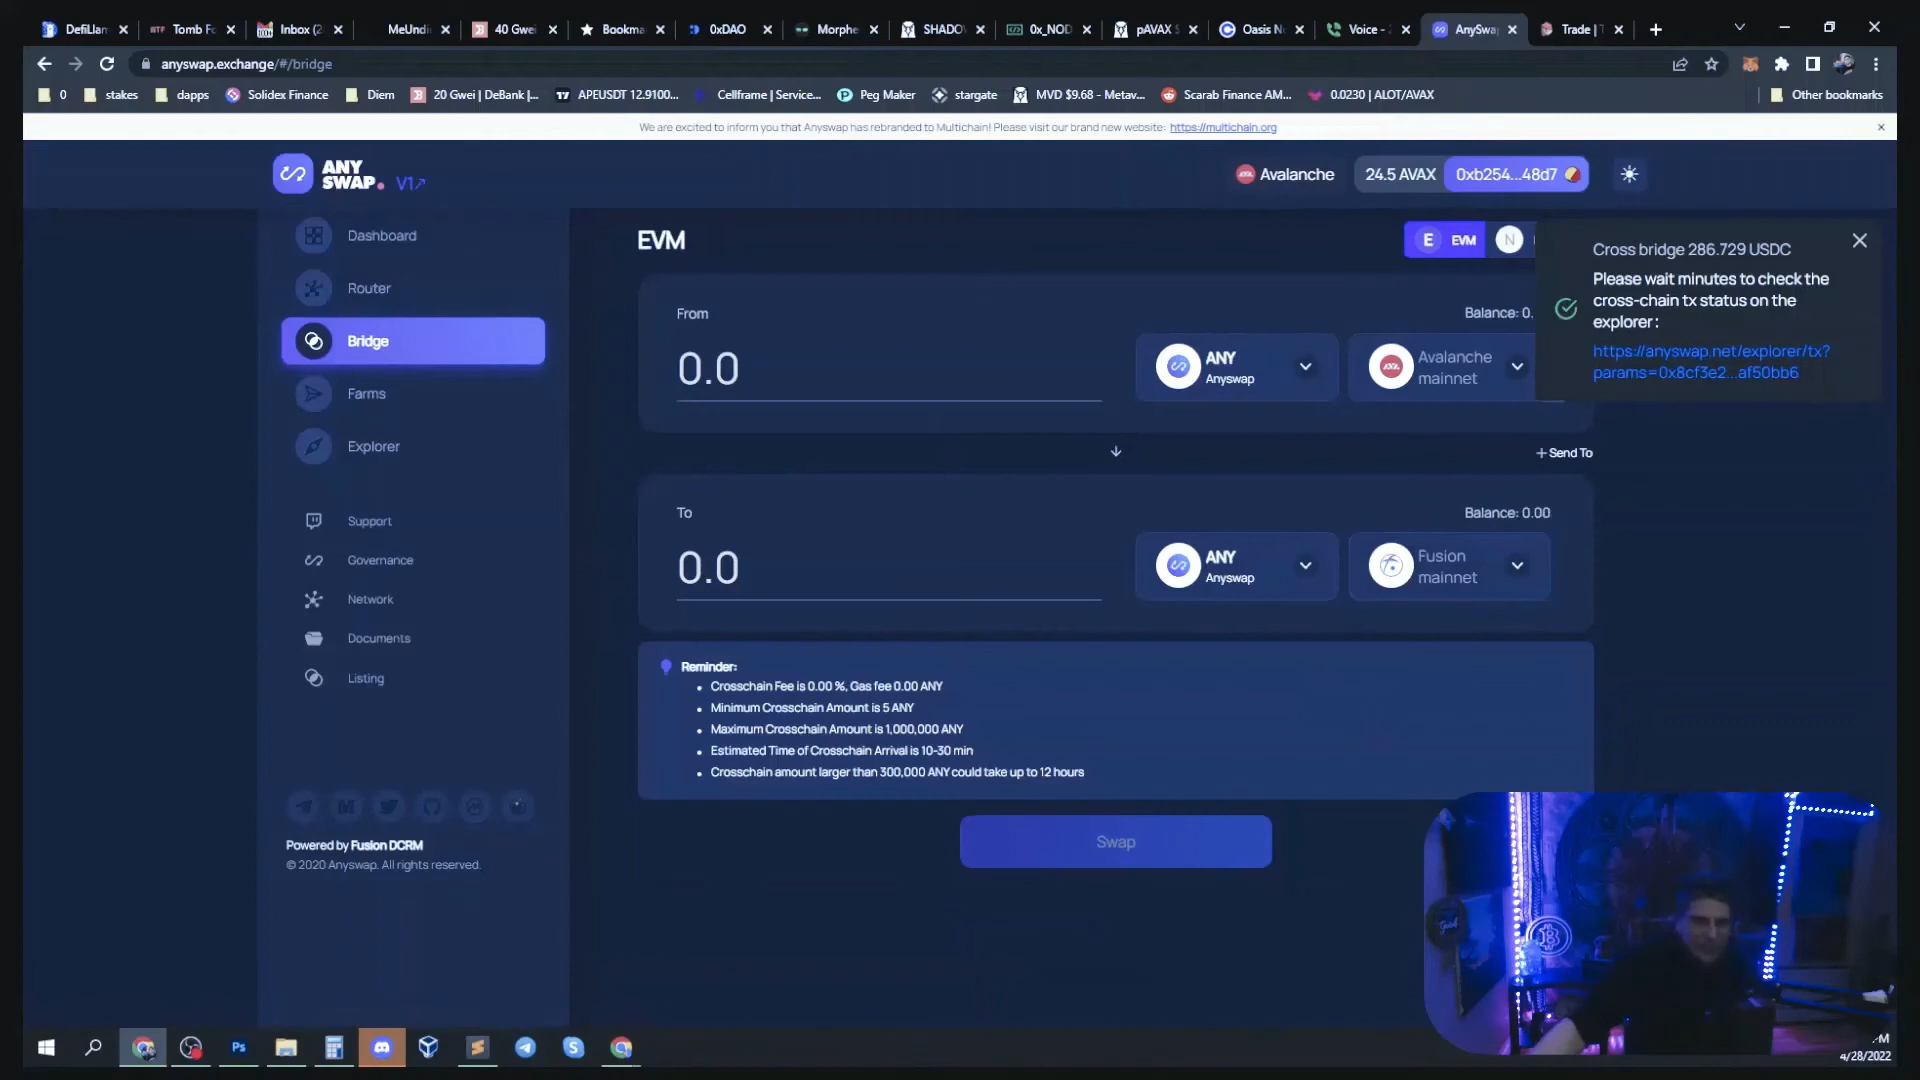 DefiLlam
Tomb Fo
Inbox (2
MeUndi
40 Gwei
Bookma
0xDAO
Morphe
SHADO
0x_NOD
pAVAX S
Oasis N
Voice -
AnySwa
Trade | T
anyswap.exchange/#/bridge
0
stakes
dapps
Solidex Finance
Diem
20 Gwei | DeBank |...
APEUSDT 12.9100...
Cellframe | Service...
Peg Maker
stargate
MVD $9.68 - Metav...
Scarab Finance AM...
0.0230 | ALOT/AVAX
Other bookmarks
We are excited to inform you that Anyswap has rebranded to Multichain! Please visit our brand new website: https://multichain.org
ANY
SWAP.
V1↗
Avalanche
24.5 AVAX
0xb254...48d7
Dashboard
Router
Bridge
Farms
Explorer
Support
Governance
Network
Documents
Listing
Powered by Fusion DCRM
© 2020 Anyswap. All rights reserved.
EVM
E EVM
N
From
Balance: 0.
0.0
ANY
Anyswap
Avalanche
mainnet
+ Send To
To
Balance: 0.00
0.0
ANY
Anyswap
Fusion
mainnet
Reminder:
• Crosschain Fee is 0.00 %, Gas fee 0.00 ANY
• Minimum Crosschain Amount is 5 ANY
• Maximum Crosschain Amount is 1,000,000 ANY
• Estimated Time of Crosschain Arrival is 10-30 min
• Crosschain amount larger than 300,000 ANY could take up to 12 hours
Swap
Cross bridge 286.729 USDC
Please wait minutes to check the
cross-chain tx status on the
explorer :
https://anyswap.net/explorer/tx?
params=0x8cf3e2...af50bb6
Ps
4/28/2022